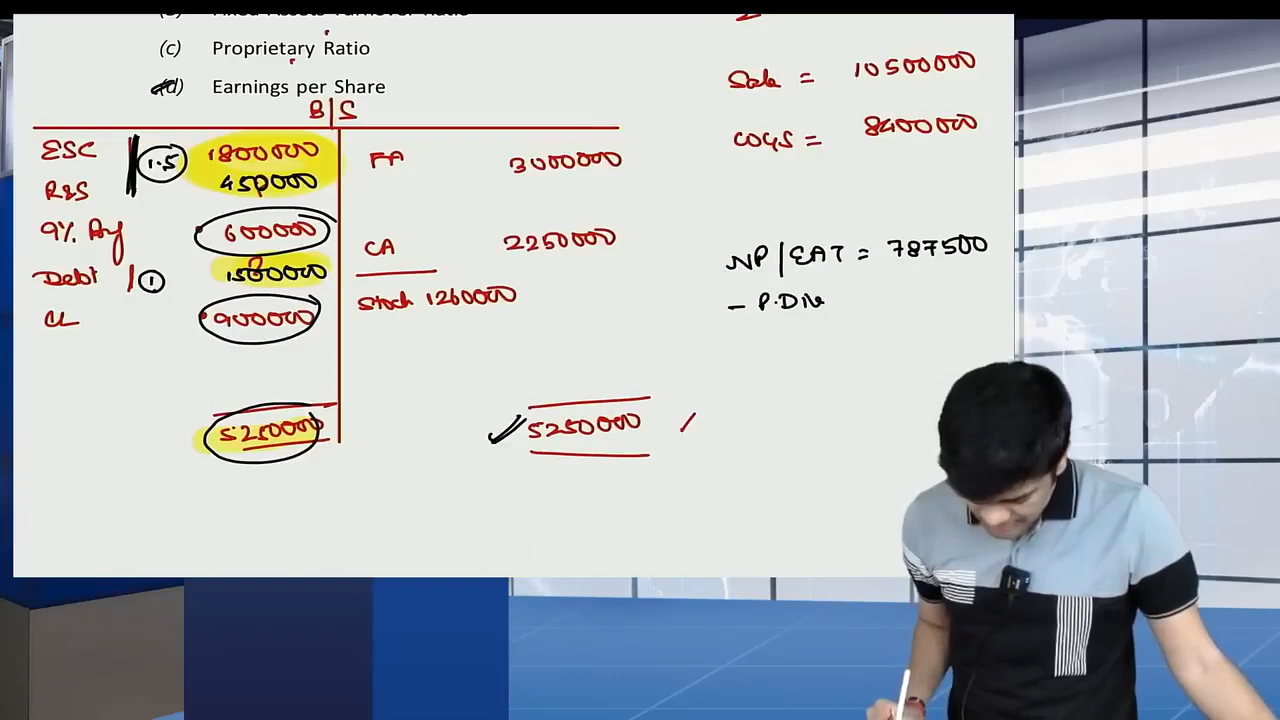 (c) Proprietary Ratio
(d) Earnings per Share
B|S
ESC 1.5 1800000 FA 3000000
R&S 450000
9% 600000 CA 2250000
Debt 1 1500000
Stock 1260000
CL 900000
5250000 5250000
Sale = 10500000
COGS = 8400000
NP/EAT = 787500
- P.Div